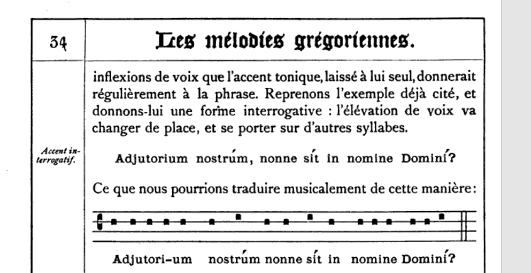 34
Les mélodies grégoriennes.
inflexions de voix que l'accent tonique, laissé à lui seul, donnerait
régulièrement à la phrase. Reprenons l'exemple déjà cité, et
donnons-lui une forme interrogative : l'élévation de voix va
changer de place, et se porter sur d'autres syllabes.
Accent in-
terrogatif.
Adjutorium nostrúm, nonne sít in nomine Dominí?
Ce que nous pourrions traduire musicalement de cette manière:
Adjutori-um nostrúm nonne sít in nomine Dominí?